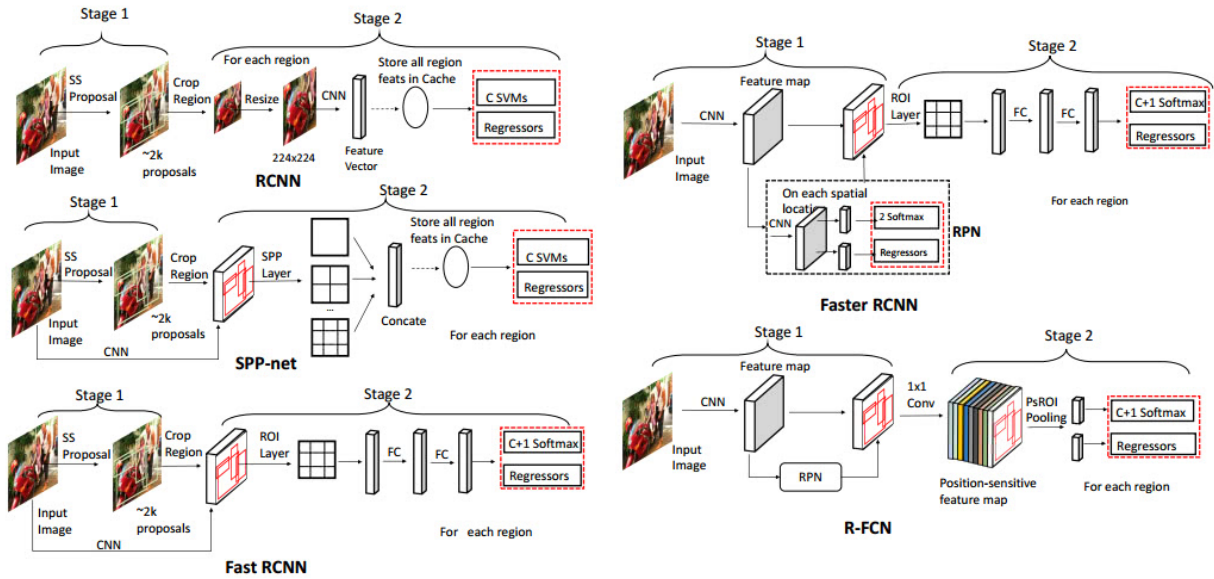 Stage 1
Stage 2
SS
Proposal
Crop
Region
For each region
Resize
CNN
Store all region
feats in Cache
C SVMs
Regressors
Input
Image
~2k
proposals
224x224
Feature
Vector
RCNN
Stage 1
Stage 2
SS
Proposal
Crop
Region
SPP
Layer
...
Store all region
feats in Cache
C SVMs
Regressors
Input
Image
~2k
proposals
CNN
Concate
For each region
SPP-net
Stage 1
Stage 2
SS
Proposal
Crop
Region
ROI
Layer
FC
FC
C+1 Softmax
Regressors
Input
Image
~2k
proposals
CNN
For each region
Fast RCNN
Stage 1
Stage 2
Feature map
CNN
ROI
Layer
FC
FC
C+1 Softmax
Regressors
Input
Image
On each spatial
CNN
2 Softmax
Regressors
RPN
For each region
Faster RCNN
Stage 1
Stage 2
Feature map
CNN
1x1
Conv
PsROI
Pooling
C+1 Softmax
Regressors
Input
Image
RPN
Position-sensitive
feature map
For each region
R-FCN